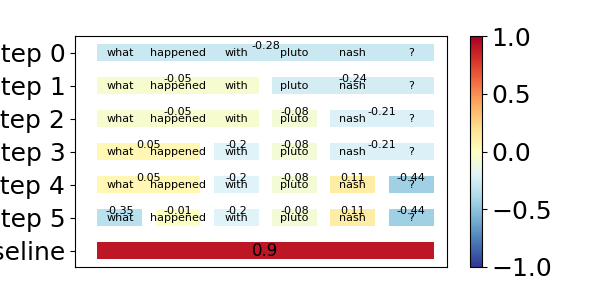 tep 0 what happened with -0.28 pluto nash ?
tep 1 what -0.05 happened with pluto -0.24 nash ?
tep 2 what -0.05 happened with -0.08 pluto nash -0.21 ?
tep 3 what 0.05 happened -0.2 with -0.08 pluto nash -0.21 ?
tep 4 what 0.05 happened -0.2 with -0.08 pluto 0.11 nash -0.44 ?
tep 5 -0.35 what -0.01 happened -0.2 with -0.08 pluto 0.11 nash -0.44 ?
seline 0.9
1.0
0.5
0.0
−0.5
−1.0